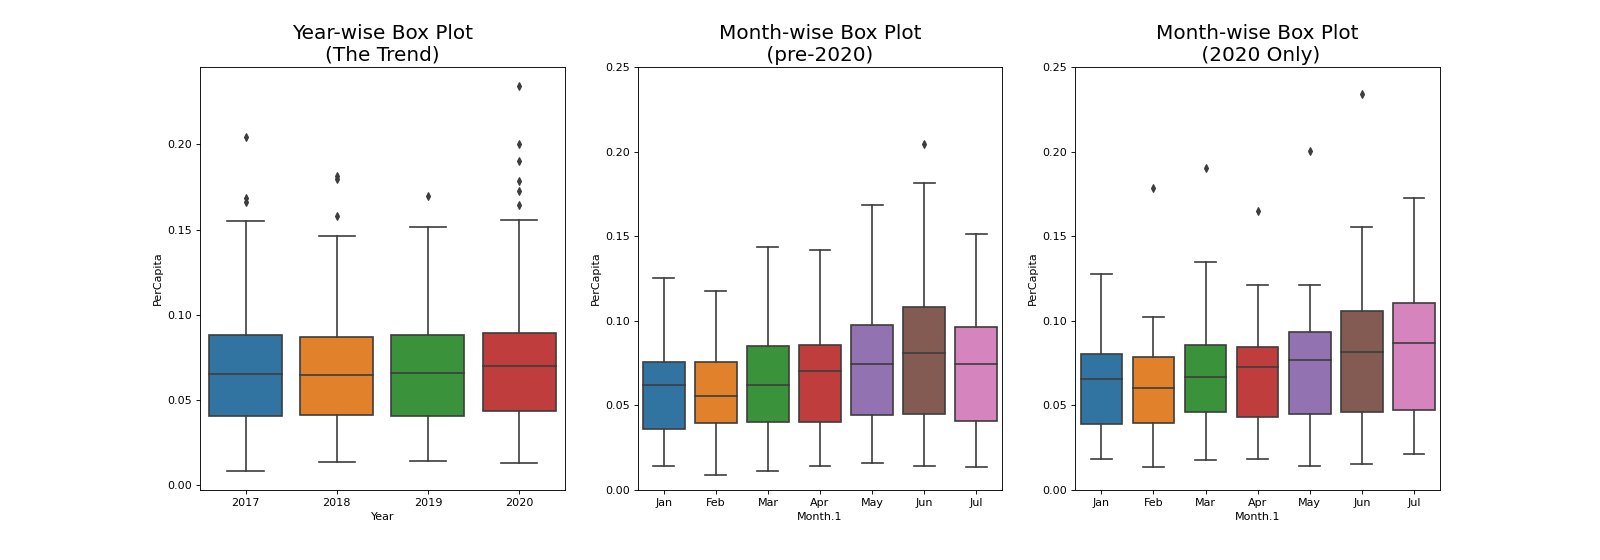 Year-wise Box Plot
(The Trend)
PerCapita
0.20
0.15
0.10
0.05
0.00
2017 2018 2019 2020
Year
Month-wise Box Plot
(pre-2020)
PerCapita
0.25
0.20
0.15
0.10
0.05
0.00
Jan Feb Mar Apr May Jun Jul
Month.1
Month-wise Box Plot
(2020 Only)
PerCapita
0.25
0.20
0.15
0.10
0.05
0.00
Jan Feb Mar Apr May Jun Jul
Month.1